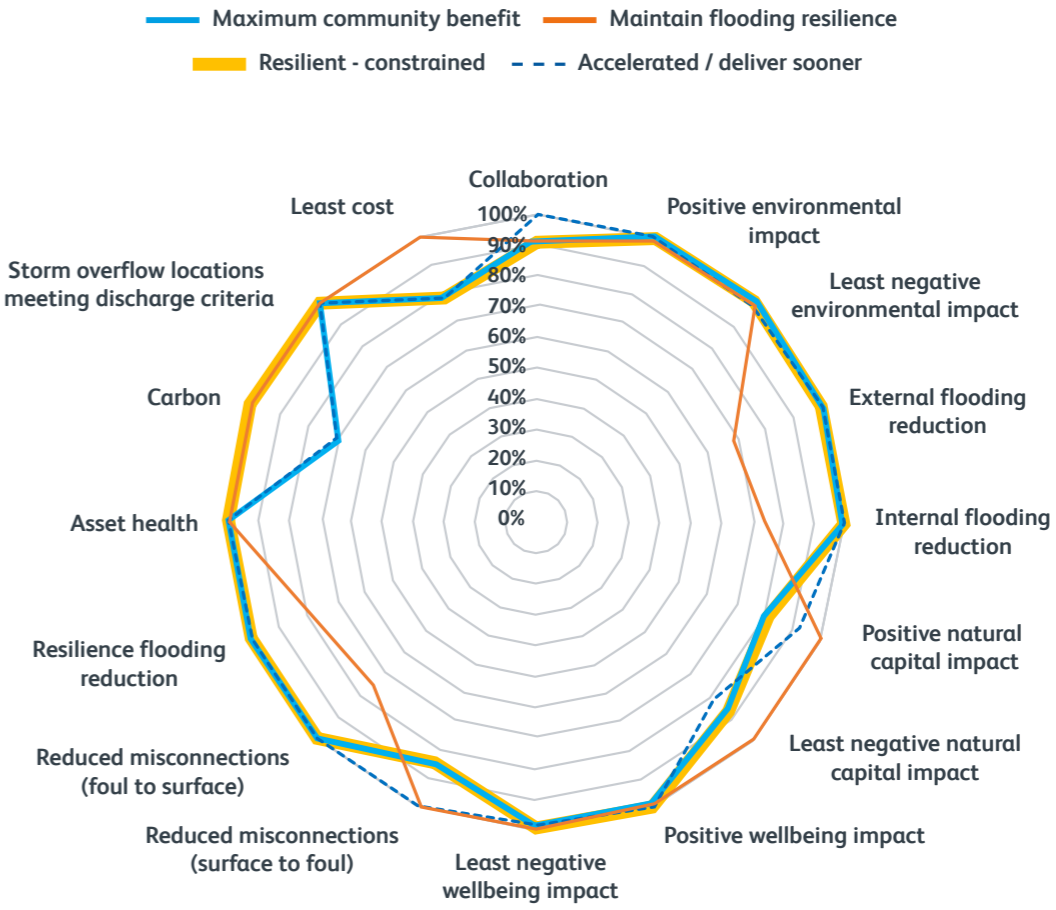 Maximum community benefit
Maintain flooding resilience
Resilient - constrained
Accelerated / deliver sooner
Collaboration
Positive environmental
impact
Least negative
environmental impact
External flooding
reduction
Internal flooding
reduction
Positive natural
capital impact
Least negative natural
capital impact
Positive wellbeing impact
Least negative
wellbeing impact
Reduced misconnections
(surface to foul)
Reduced misconnections
(foul to surface)
Resilience flooding
reduction
Asset health
Carbon
Storm overflow locations
meeting discharge criteria
Least cost
100%
90%
80%
70%
60%
50%
40%
30%
20%
10%
0%